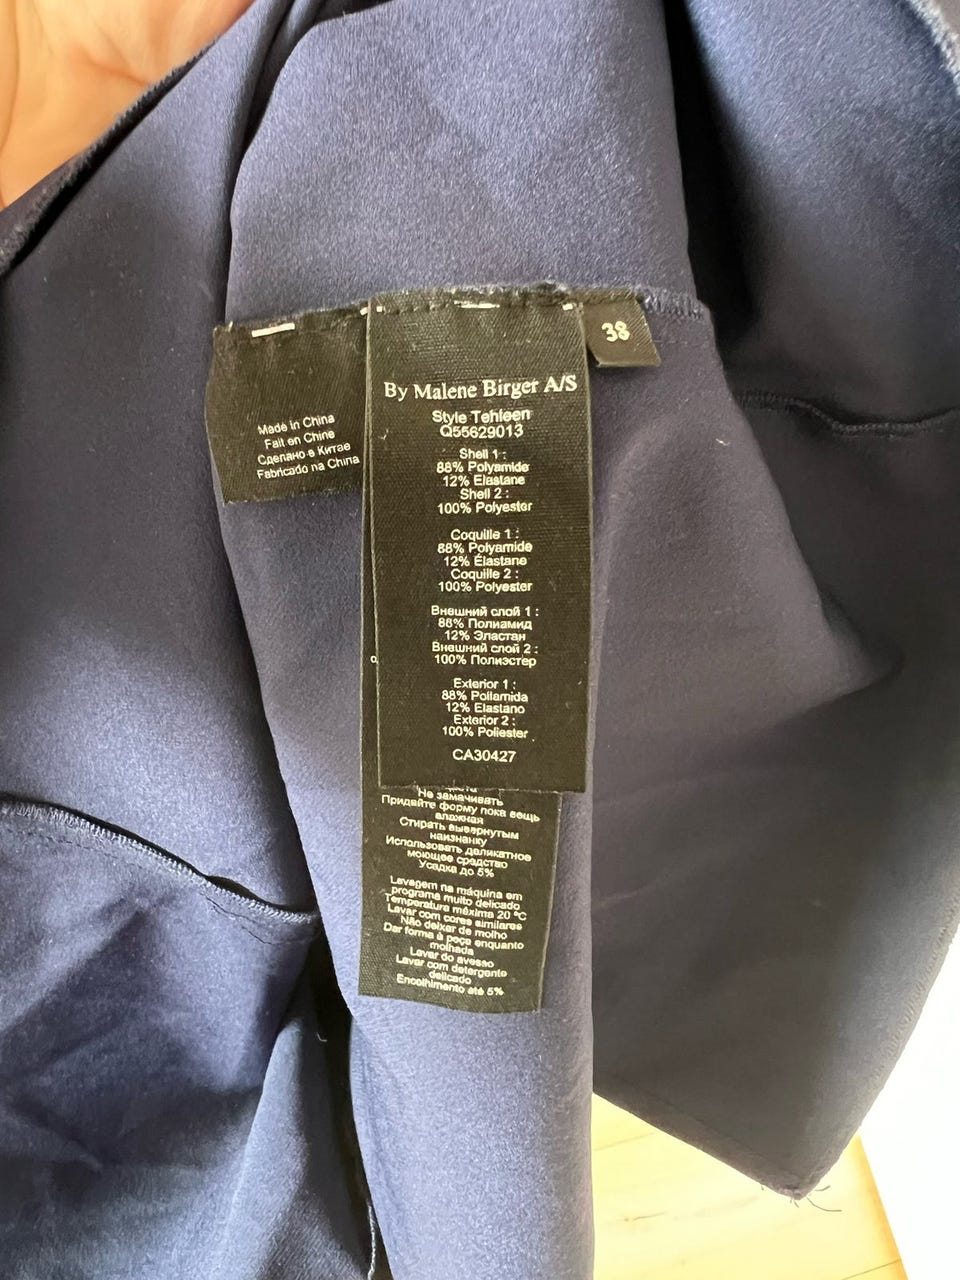 38
Made in China
Fait en Chine
Сделано в Китае
Fabricado na China
By Malene Birger A/S
Style Tehleen
Q55629013
Shell 1 :
88% Polyamide
12% Elastane
Shell 2 :
100% Polyester
Coquille 1 :
88% Polyamide
12% Élastane
Coquille 2 :
100% Polyester
Внешний слой 1 :
88% Полиамид
12% Эластан
Внешний слой 2 :
100% Полиэстер
Exterior 1 :
88% Poliamida
12% Elastano
Exterior 2 :
100% Poliester
CA30427
Не замачивать
Придайте форму пока вещь
влажная
Стирать вывернутым
наизнанку
Использовать деликатное
моющее средство
Усадка до 5%
Lavagem na máquina em
programa muito delicado
Temperatura máxima 20 ºC
Lavar com cores similares
Não deixar de molho
Dar forma à peça enquanto
molhada
Lavar do avesso
Lavar com detergente
delicado
Encolhimento até 5%